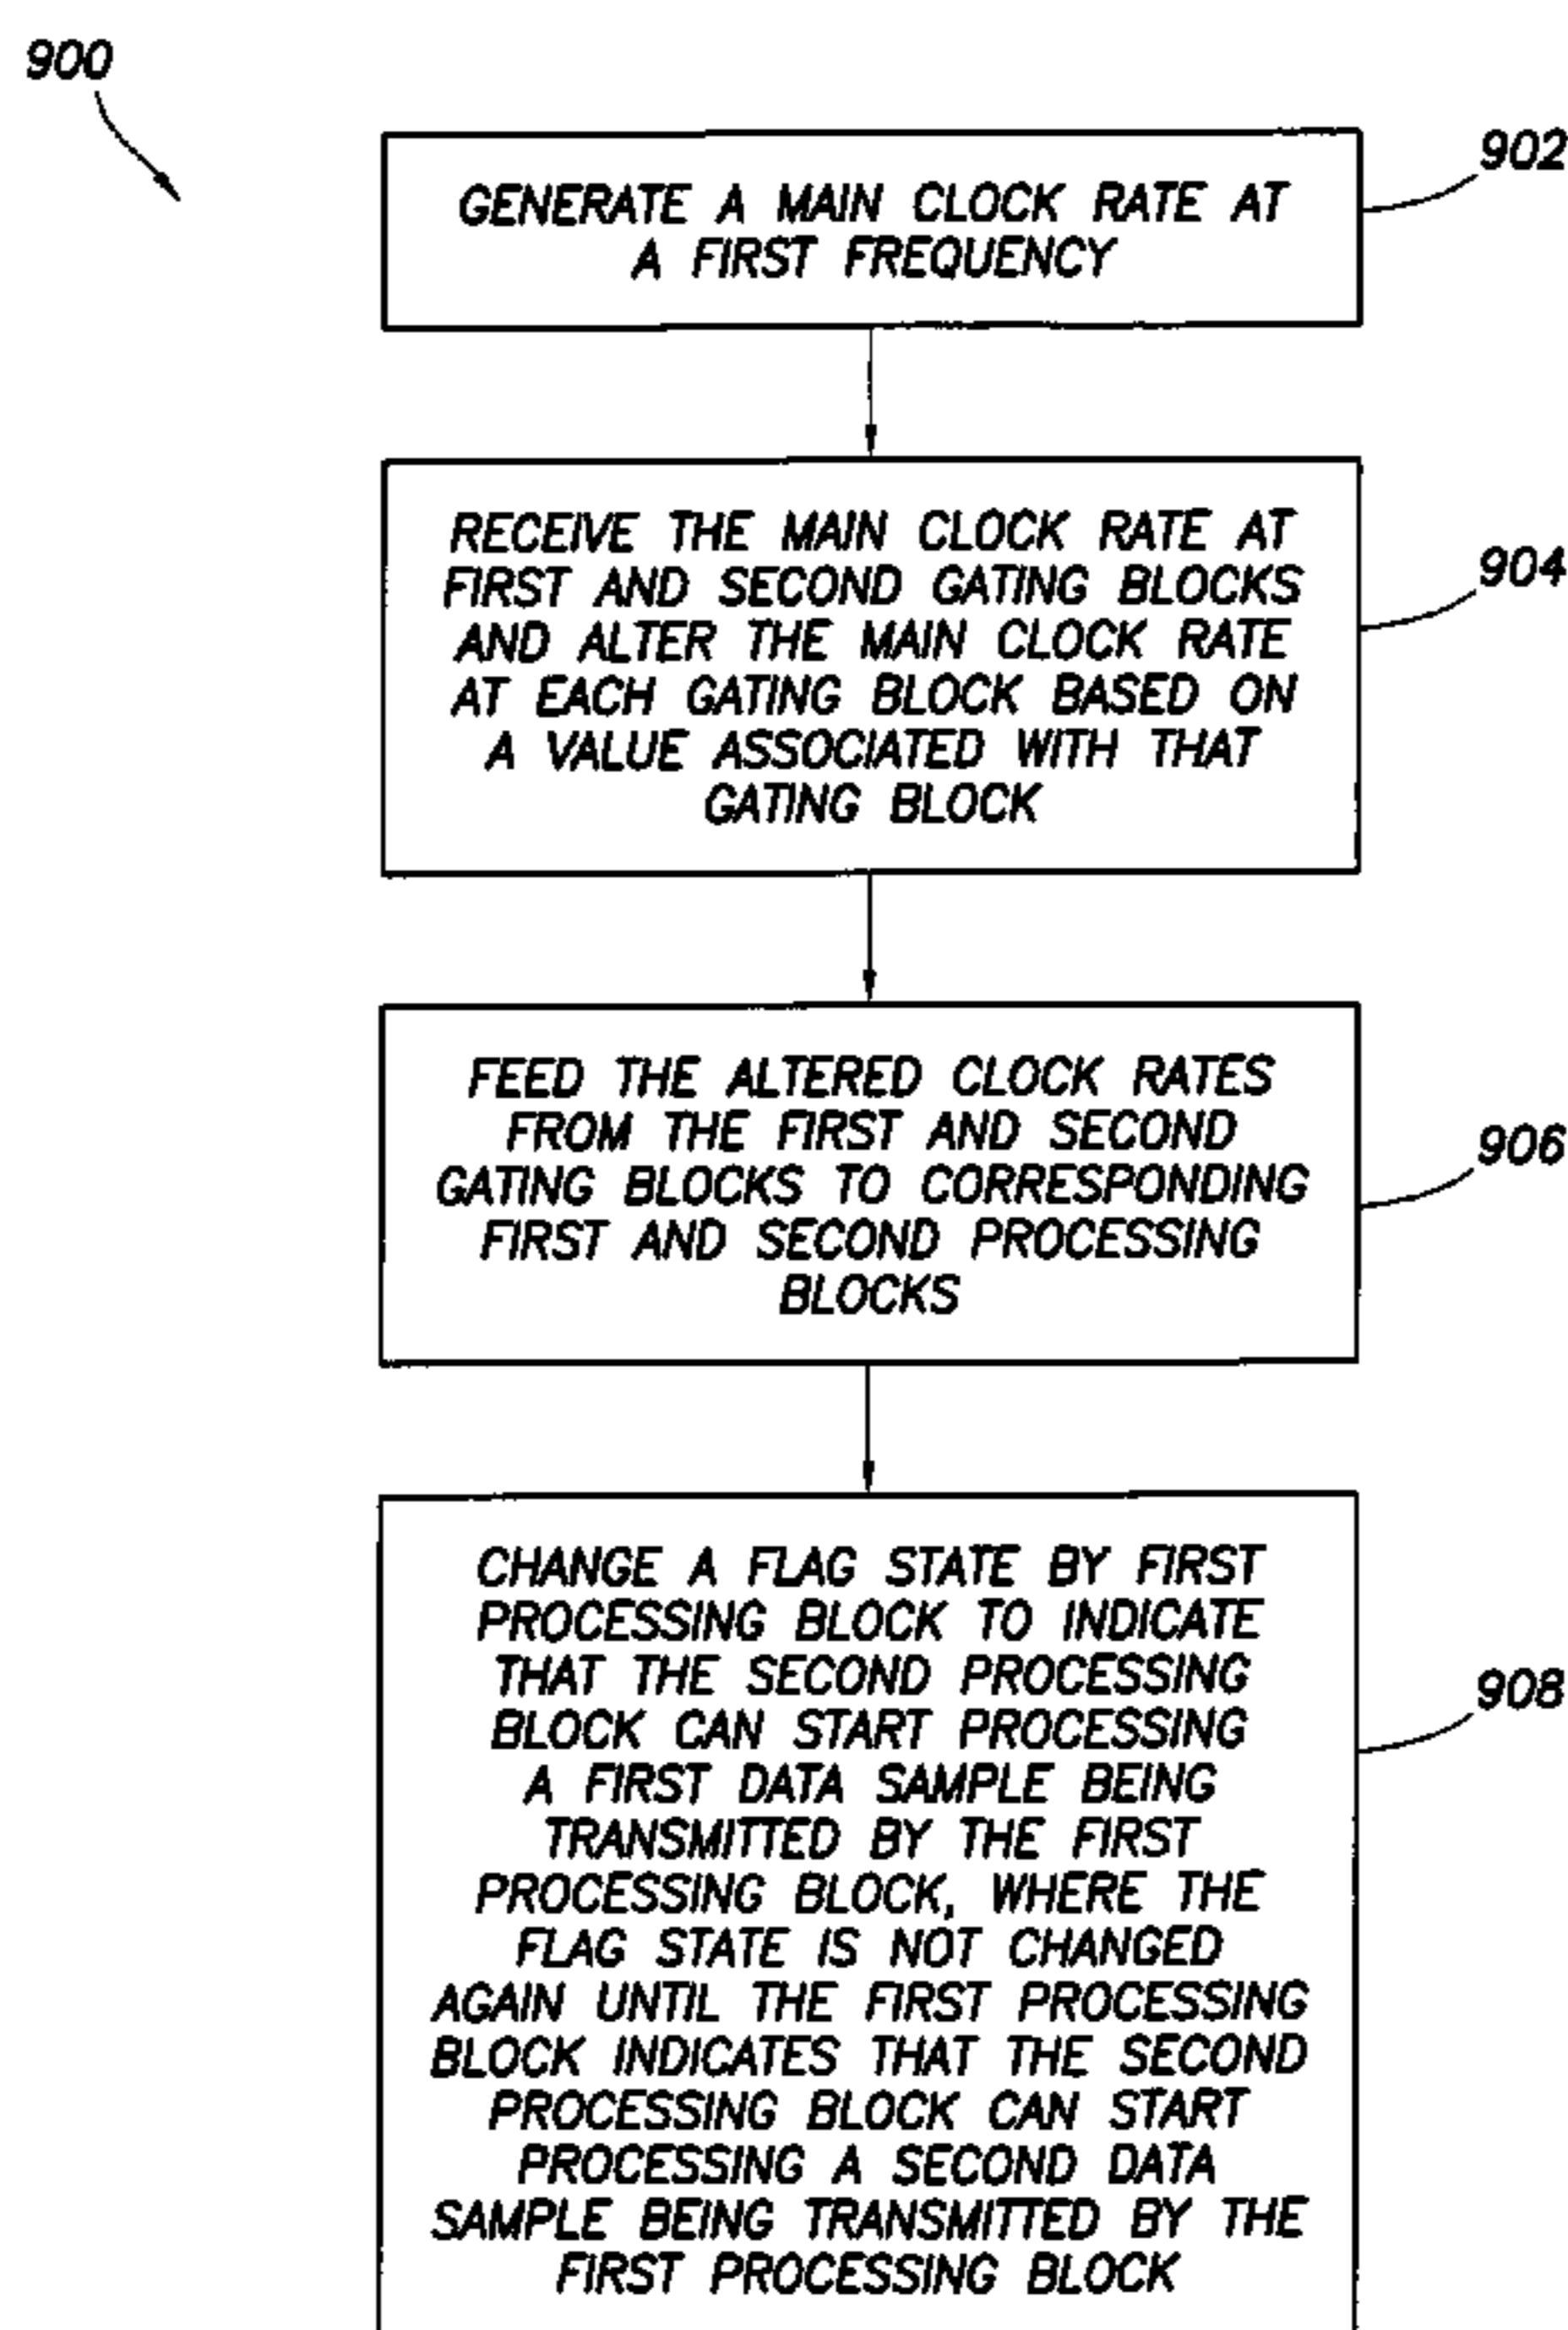 900
902
GENERATE A MAIN CLOCK RATE AT
A FIRST FREQUENCY
904
RECEIVE THE MAIN CLOCK RATE AT
FIRST AND SECOND GATING BLOCKS
AND ALTER THE MAIN CLOCK RATE
AT EACH GATING BLOCK BASED ON
A VALUE ASSOCIATED WITH THAT
GATING BLOCK
906
FEED THE ALTERED CLOCK RATES
FROM THE FIRST AND SECOND
GATING BLOCKS TO CORRESPONDING
FIRST AND SECOND PROCESSING
BLOCKS
908
CHANGE A FLAG STATE BY FIRST
PROCESSING BLOCK TO INDICATE
THAT THE SECOND PROCESSING
BLOCK CAN START PROCESSING
A FIRST DATA SAMPLE BEING
TRANSMITTED BY THE FIRST
PROCESSING BLOCK, WHERE THE
FLAG STATE IS NOT CHANGED
AGAIN UNTIL THE FIRST PROCESSING
BLOCK INDICATES THAT THE SECOND
PROCESSING BLOCK CAN START
PROCESSING A SECOND DATA
SAMPLE BEING TRANSMITTED BY THE
FIRST PROCESSING BLOCK